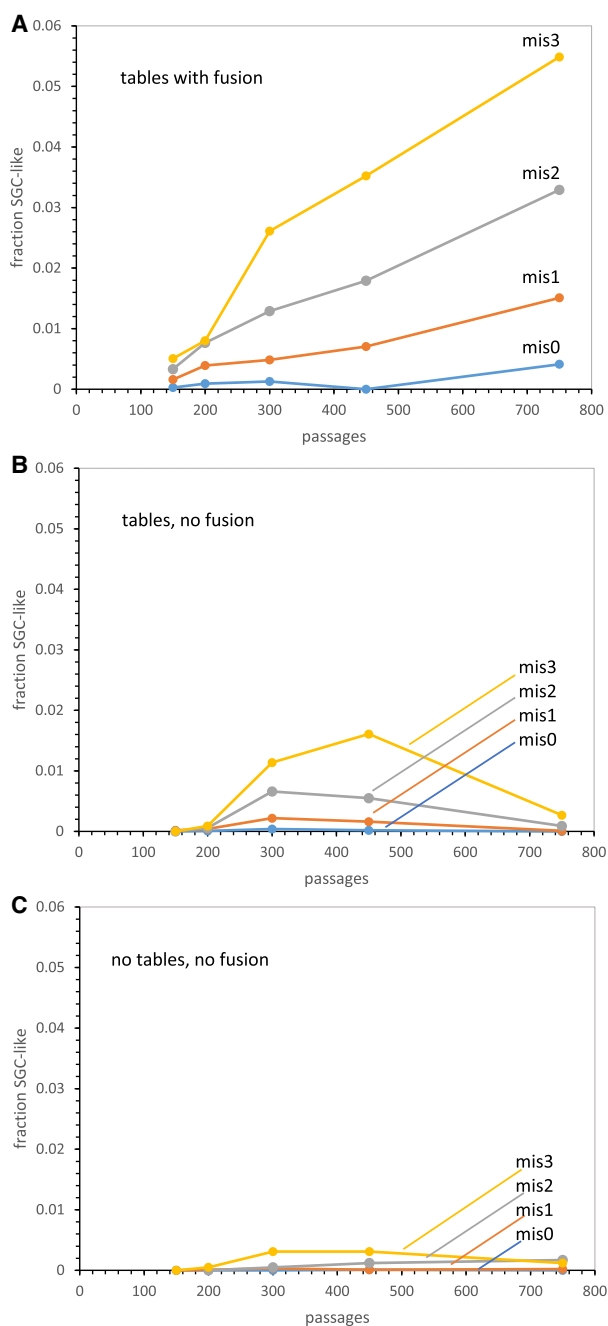 A
0.06
0.05
0.04
0.03
0.02
0.01
0
fraction SGC-like
tables with fusion
mis3
mis2
mis1
mis0
0 100 200 300 400 500 600 700 800
passages
B
0.06
0.05
0.04
0.03
0.02
0.01
0
fraction SGC-like
tables, no fusion
mis3
mis2
mis1
mis0
0 100 200 300 400 500 600 700 800
passages
C
0.06
0.05
0.04
0.03
0.02
0.01
0
fraction SGC-like
no tables, no fusion
mis3
mis2
mis1
mis0
0 100 200 300 400 500 600 700 800
passages